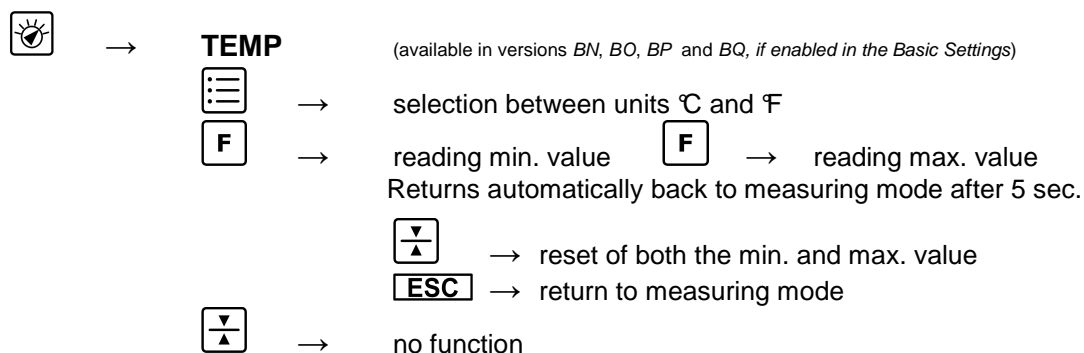 → TEMP (available in versions BN, BO, BP and BQ, if enabled in the Basic Settings)
→ selection between units °C and °F
F → reading min. value F → reading max. value
Returns automatically back to measuring mode after 5 sec.
→ reset of both the min. and max. value
ESC → return to measuring mode
→ no function